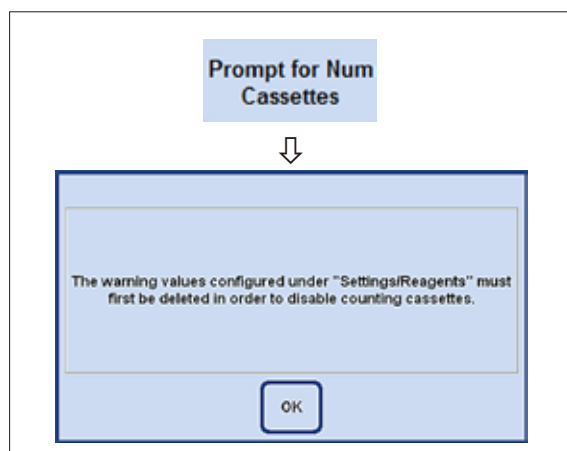 Prompt for Num
Cassettes
The warning values configured under "Settings/Reagents" must
first be deleted in order to disable counting cassettes.
OK